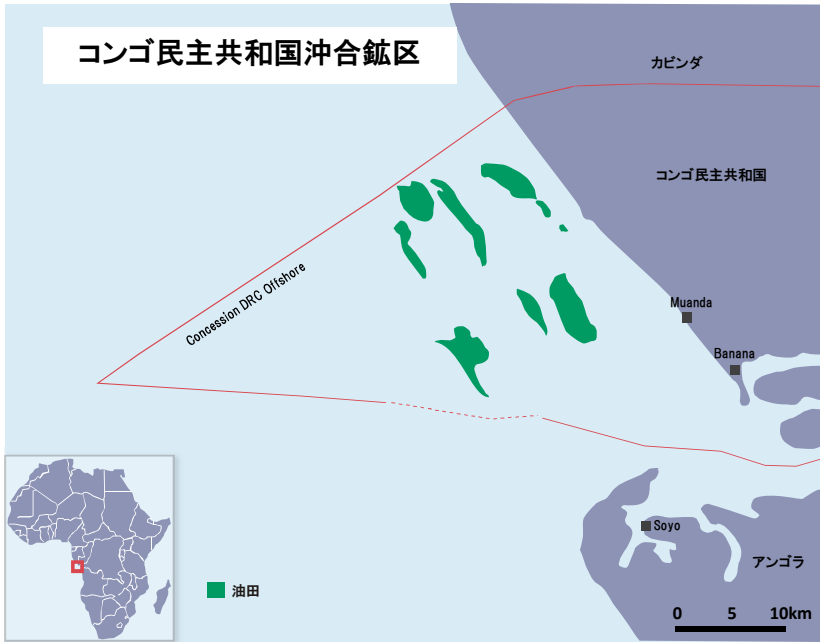 コンゴ民主共和国沖合鉱区
カビンダ
コンゴ民主共和国
Concession DRC Offshore
Muanda
Banana
Soyo
アンゴラ
油田
0 5 10km